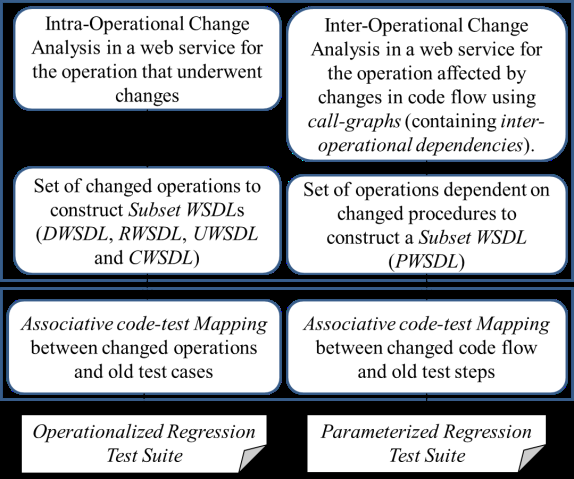 Intra-Operational Change
Analysis in a web service for
the operation that underwent
changes
Inter-Operational Change
Analysis in a web service for
the operation affected by
changes in code flow using
call-graphs (containing inter-
operational dependencies).
Set of changed operations to
construct Subset WSDLs
(DWSDL, RWSDL, UWSDL
and CWSDL)
Set of operations dependent on
changed procedures to
construct a Subset WSDL
(PWSDL)
Associative code-test Mapping
between changed operations
and old test cases
Associative code-test Mapping
between changed code flow
and old test steps
Operationalized Regression
Test Suite
Parameterized Regression
Test Suite